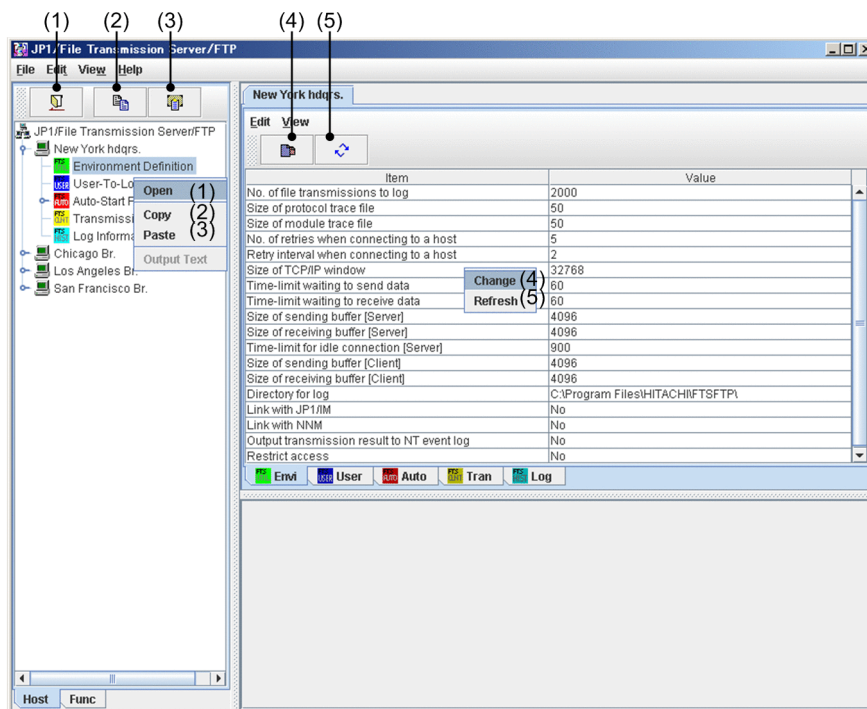 (1) (2) (3) (4) (5)
JP1/File Transmission Server/FTP
File Edit View Help
JP1/File Transmission Server/FTP
New York hdqrs.
Environment Definition
User-To-Lo
Auto-Start F
Transmissi
Log Informa
Chicago Br.
Los Angeles Br.
San Francisco Br.
Open (1)
Copy (2)
Paste (3)
Output Text
Host Func
New York hdqrs.
Edit View
Item Value
No. of file transmissions to log 2000
Size of protocol trace file 50
Size of module trace file 50
No. of retries when connecting to a host 5
Retry interval when connecting to a host 2
Size of TCP/IP window 32768
Time-limit waiting to send data 60
Time-limit waiting to receive data 60
Size of sending buffer [Server] 4096
Size of receiving buffer [Server] 4096
Time-limit for idle connection [Server] 900
Size of sending buffer [Client] 4096
Size of receiving buffer [Client] 4096
Directory for log C:\Program Files\HITACHI\FTSFTP\
Link with JP1/IM No
Link with NNM No
Output transmission result to NT event log No
Restrict access No
Change (4)
Refresh (5)
Envi User Auto Tran Log